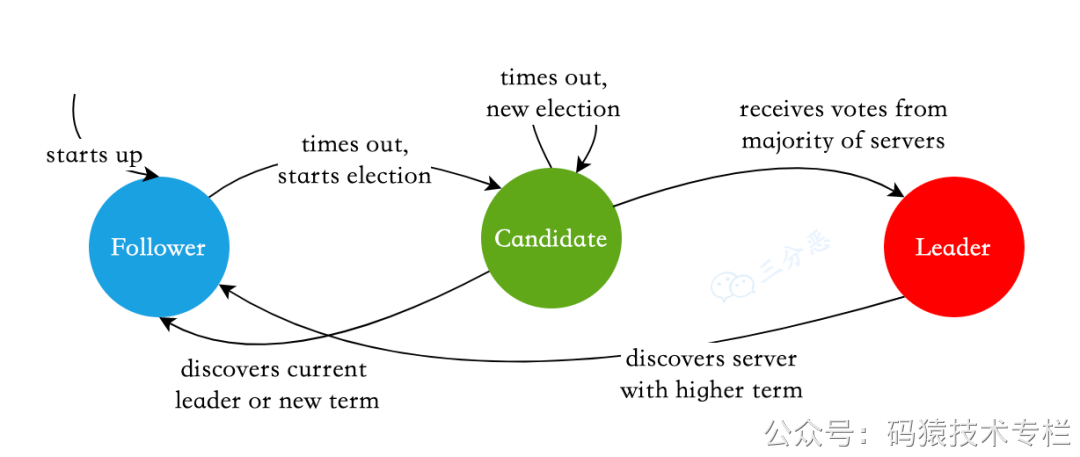 times out,
new election
receives votes from
majority of servers
times out,
starts election
starts up
Follower
Candidate
Leader
三分恶
discovers current
leader or new term
discovers server
with higher term
公众号：码猿技术专栏